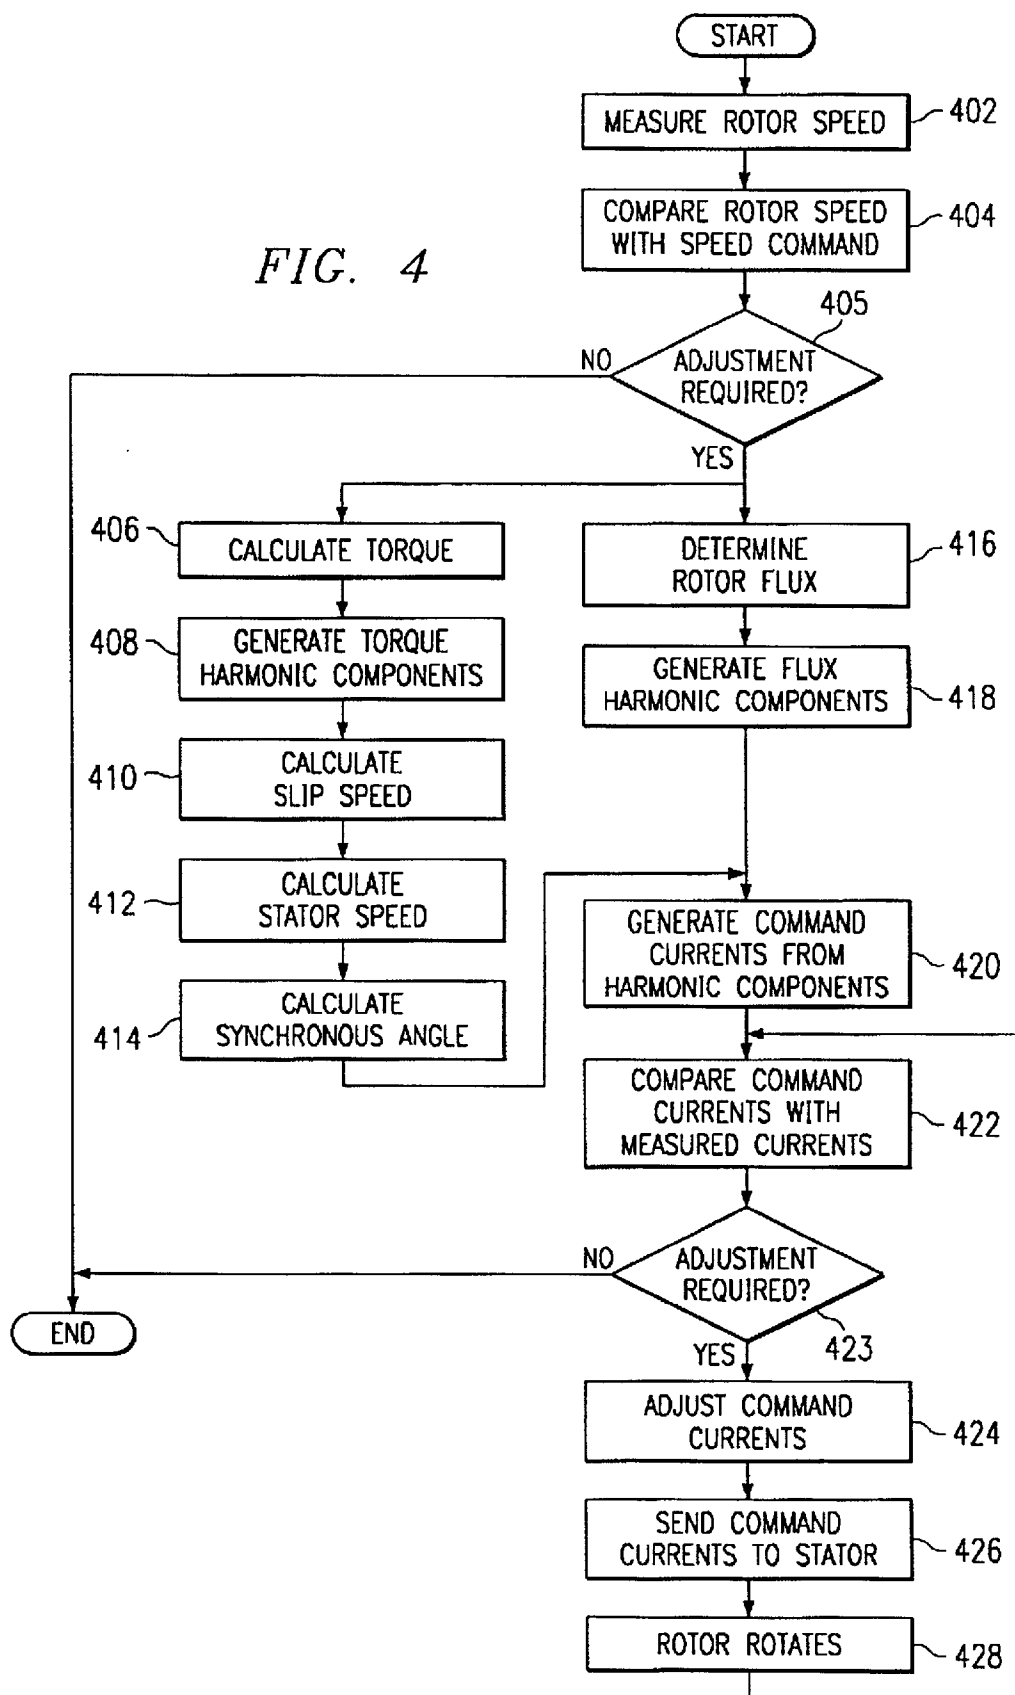 START
MEASURE ROTOR SPEED
402
COMPARE ROTOR SPEED
WITH SPEED COMMAND
404
FIG. 4
405
ADJUSTMENT
REQUIRED?
NO
YES
406
CALCULATE TORQUE
DETERMINE
ROTOR FLUX
416
408
GENERATE TORQUE
HARMONIC COMPONENTS
GENERATE FLUX
HARMONIC COMPONENTS
418
410
CALCULATE
SLIP SPEED
412
CALCULATE
STATOR SPEED
GENERATE COMMAND
CURRENTS FROM
HARMONIC COMPONENTS
420
414
CALCULATE
SYNCHRONOUS ANGLE
COMPARE COMMAND
CURRENTS WITH
MEASURED CURRENTS
422
NO
ADJUSTMENT
REQUIRED?
423
END
YES
ADJUST COMMAND
CURRENTS
424
SEND COMMAND
CURRENTS TO STATOR
426
ROTOR ROTATES
428